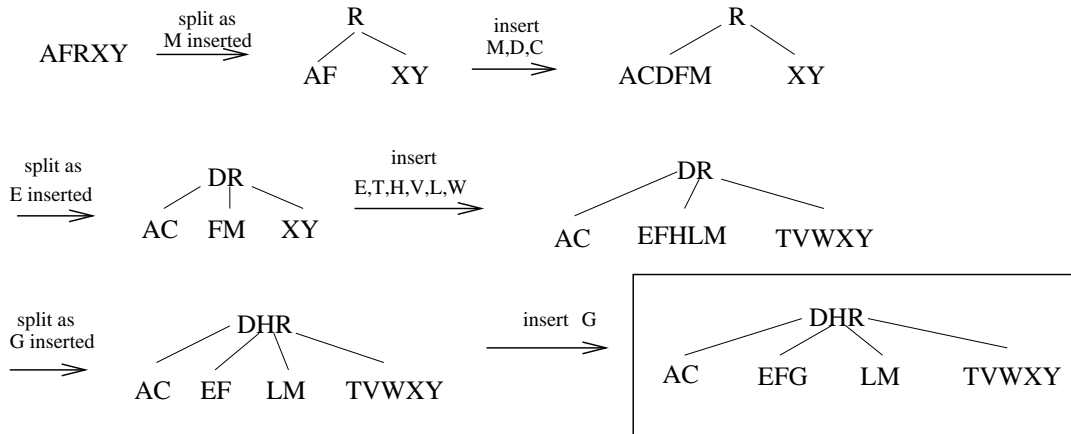 AFRXY
split as
M inserted
R
AF XY
insert
M,D,C
R
ACDFM XY
split as
E inserted
DR
AC FM XY
insert
E,T,H,V,L,W
DR
AC EFHLM TVWXY
split as
G inserted
DHR
AC EF LM TVWXY
insert G
DHR
AC EFG LM TVWXY